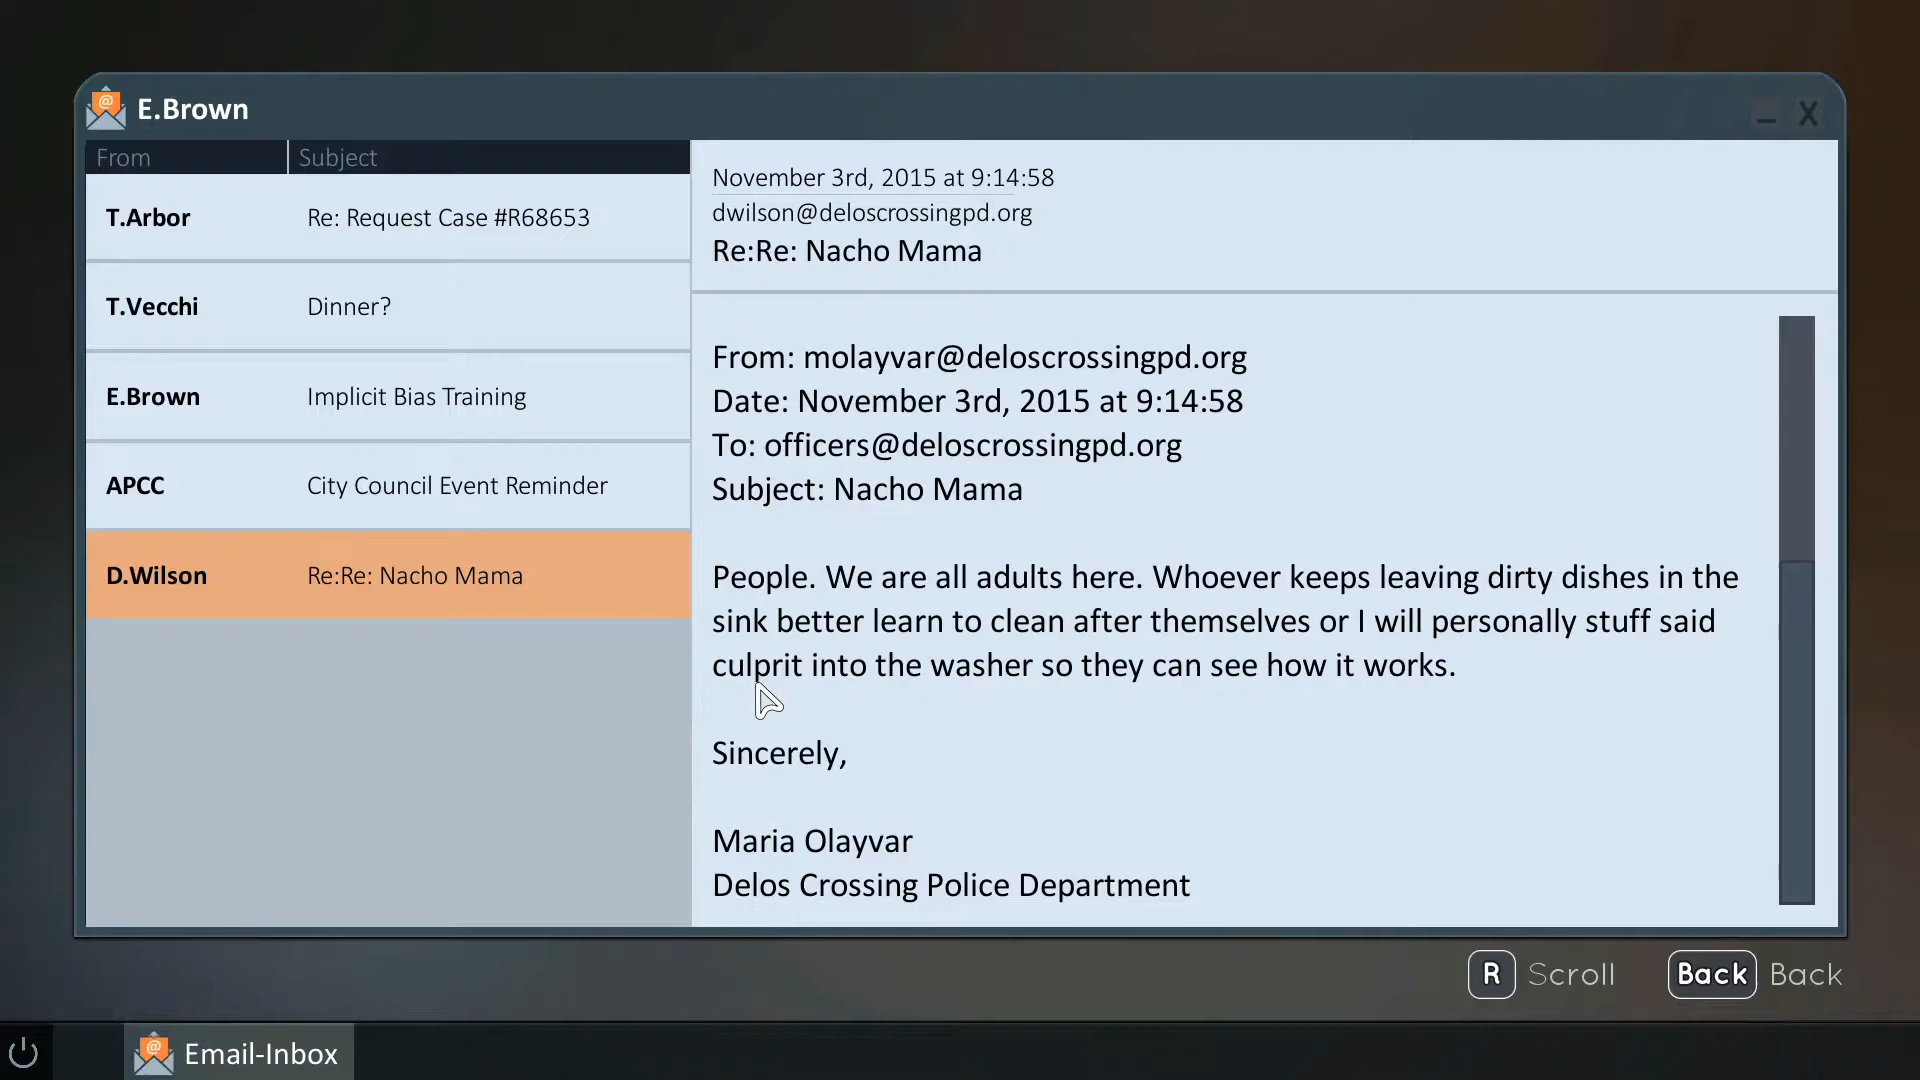 E.Brown
X
From Subject
T.Arbor Re: Request Case #R68653
T.Vecchi Dinner?
E.Brown Implicit Bias Training
APCC City Council Event Reminder
D.Wilson Re:Re: Nacho Mama
November 3rd, 2015 at 9:14:58
dwilson@deloscrossingpd.org
Re:Re: Nacho Mama
From: molayvar@deloscrossingpd.org
Date: November 3rd, 2015 at 9:14:58
To: officers@deloscrossingpd.org
Subject: Nacho Mama
People. We are all adults here. Whoever keeps leaving dirty dishes in the
sink better learn to clean after themselves or I will personally stuff said
culprit into the washer so they can see how it works.
Sincerely,
Maria Olayvar
Delos Crossing Police Department
R Scroll Back Back
Email-Inbox